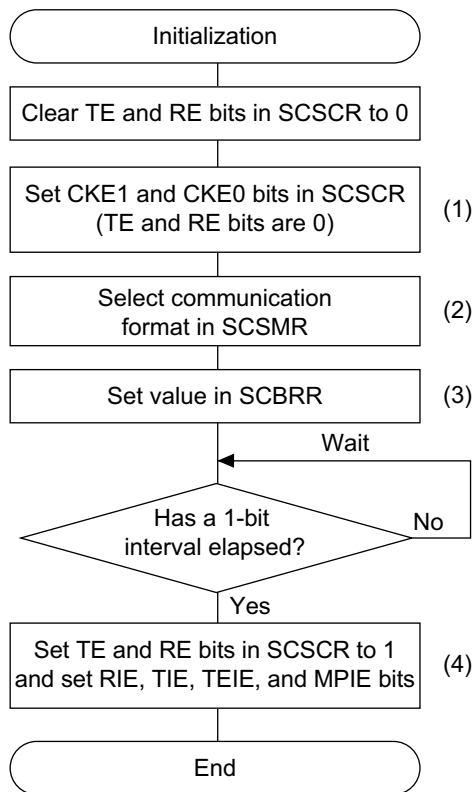 Initialization
Clear TE and RE bits in SCSCR to 0
Set CKE1 and CKE0 bits in SCSCR
(TE and RE bits are 0)
(1)
Select communication
format in SCSMR
(2)
Set value in SCBRR
(3)
Wait
Has a 1-bit
interval elapsed?
No
Yes
Set TE and RE bits in SCSCR to 1
and set RIE, TIE, TEIE, and MPIE bits
(4)
End